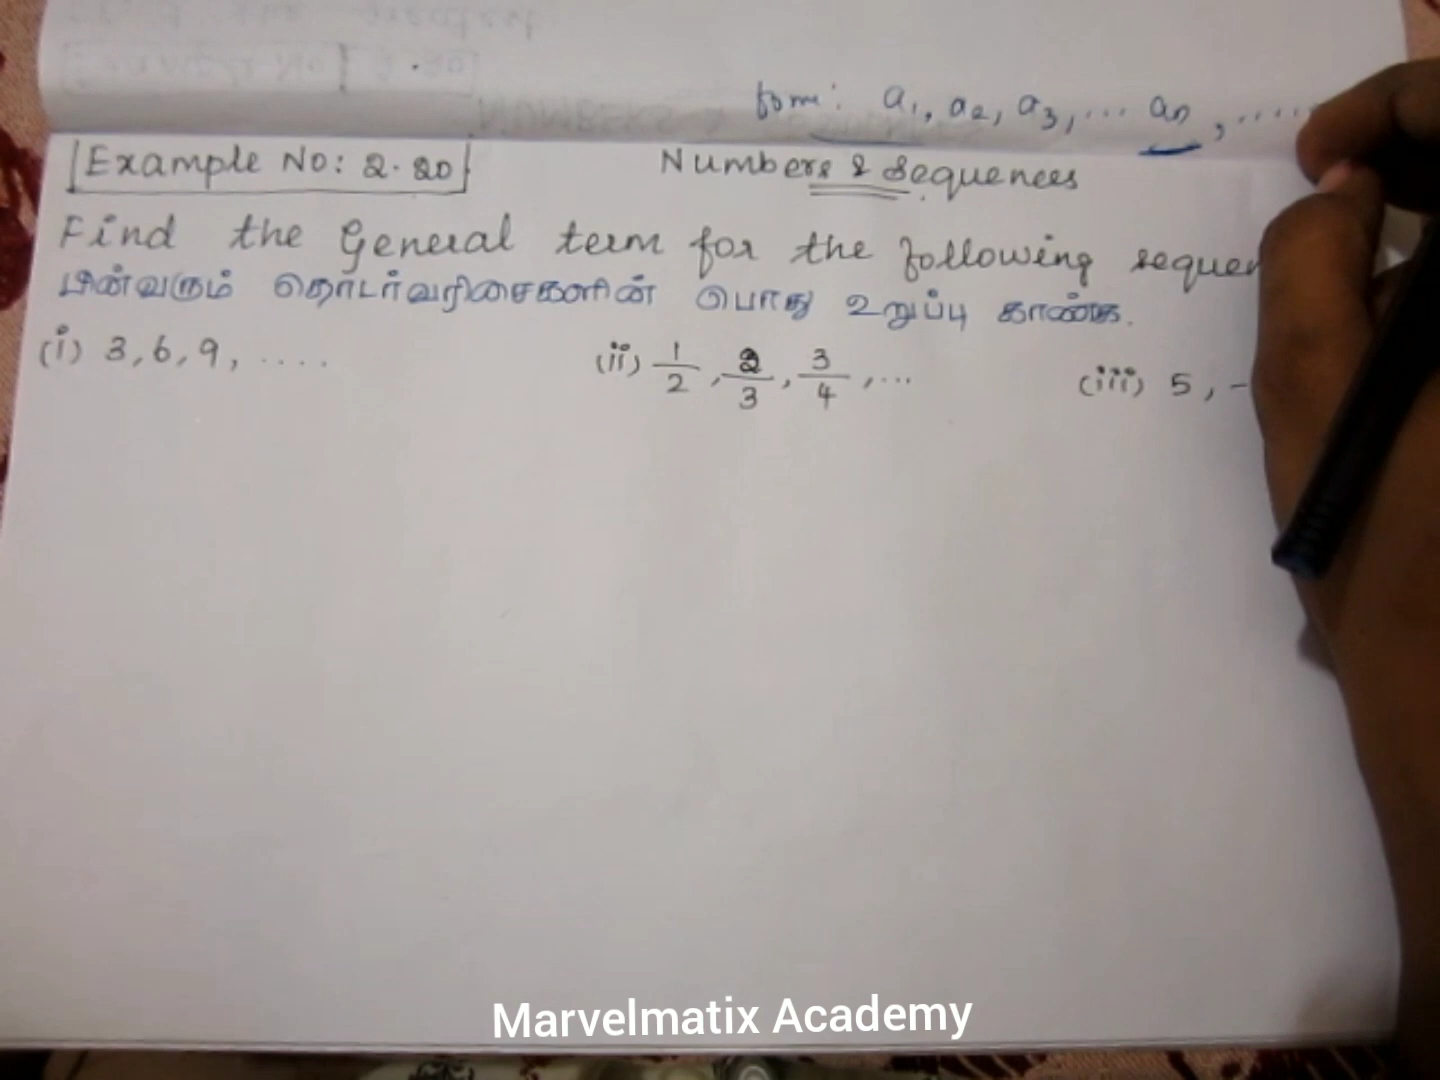 form: a1, a2, a3, ... an, .....
Example No: 2.20
Numbers & Sequences
Find the General term for the following sequen
பின்வரும் தொடர்வரிசைகளின் பொது உறுப்பு காண்க.
(i) 3, 6, 9, .... (ii) 1/2, 2/3, 3/4, ... (iii) 5, -
Marvelmatix Academy